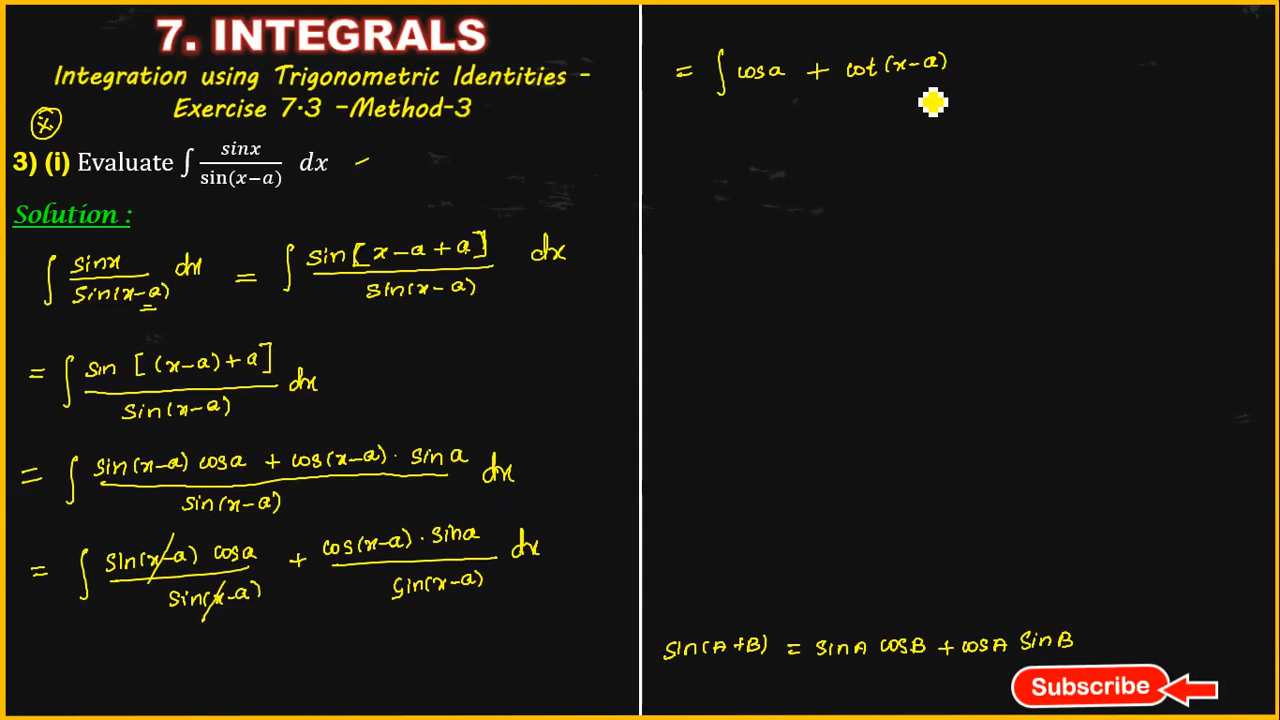 7. INTEGRALS
Integration using Trigonometric Identities -
Exercise 7.3 -Method-3
3) (i) Evaluate ∫ sinx / sin(x−a) dx
Solution :
∫ sinx / sin(x-a) dx = ∫ sin[x-a+a] / sin(x-a) dx
= ∫ sin [(x-a)+a] / sin(x-a) dx
= ∫ sin(x-a) cosa + cos(x-a) · sina / sin(x-a) dx
= ∫ sin(x-a) cosa / sin(x-a) + cos(x-a) · sina / sin(x-a) dx
= ∫ cosa + cot(x-a)
sin(A+B) = sinA cosB + cosA sinB
Subscribe